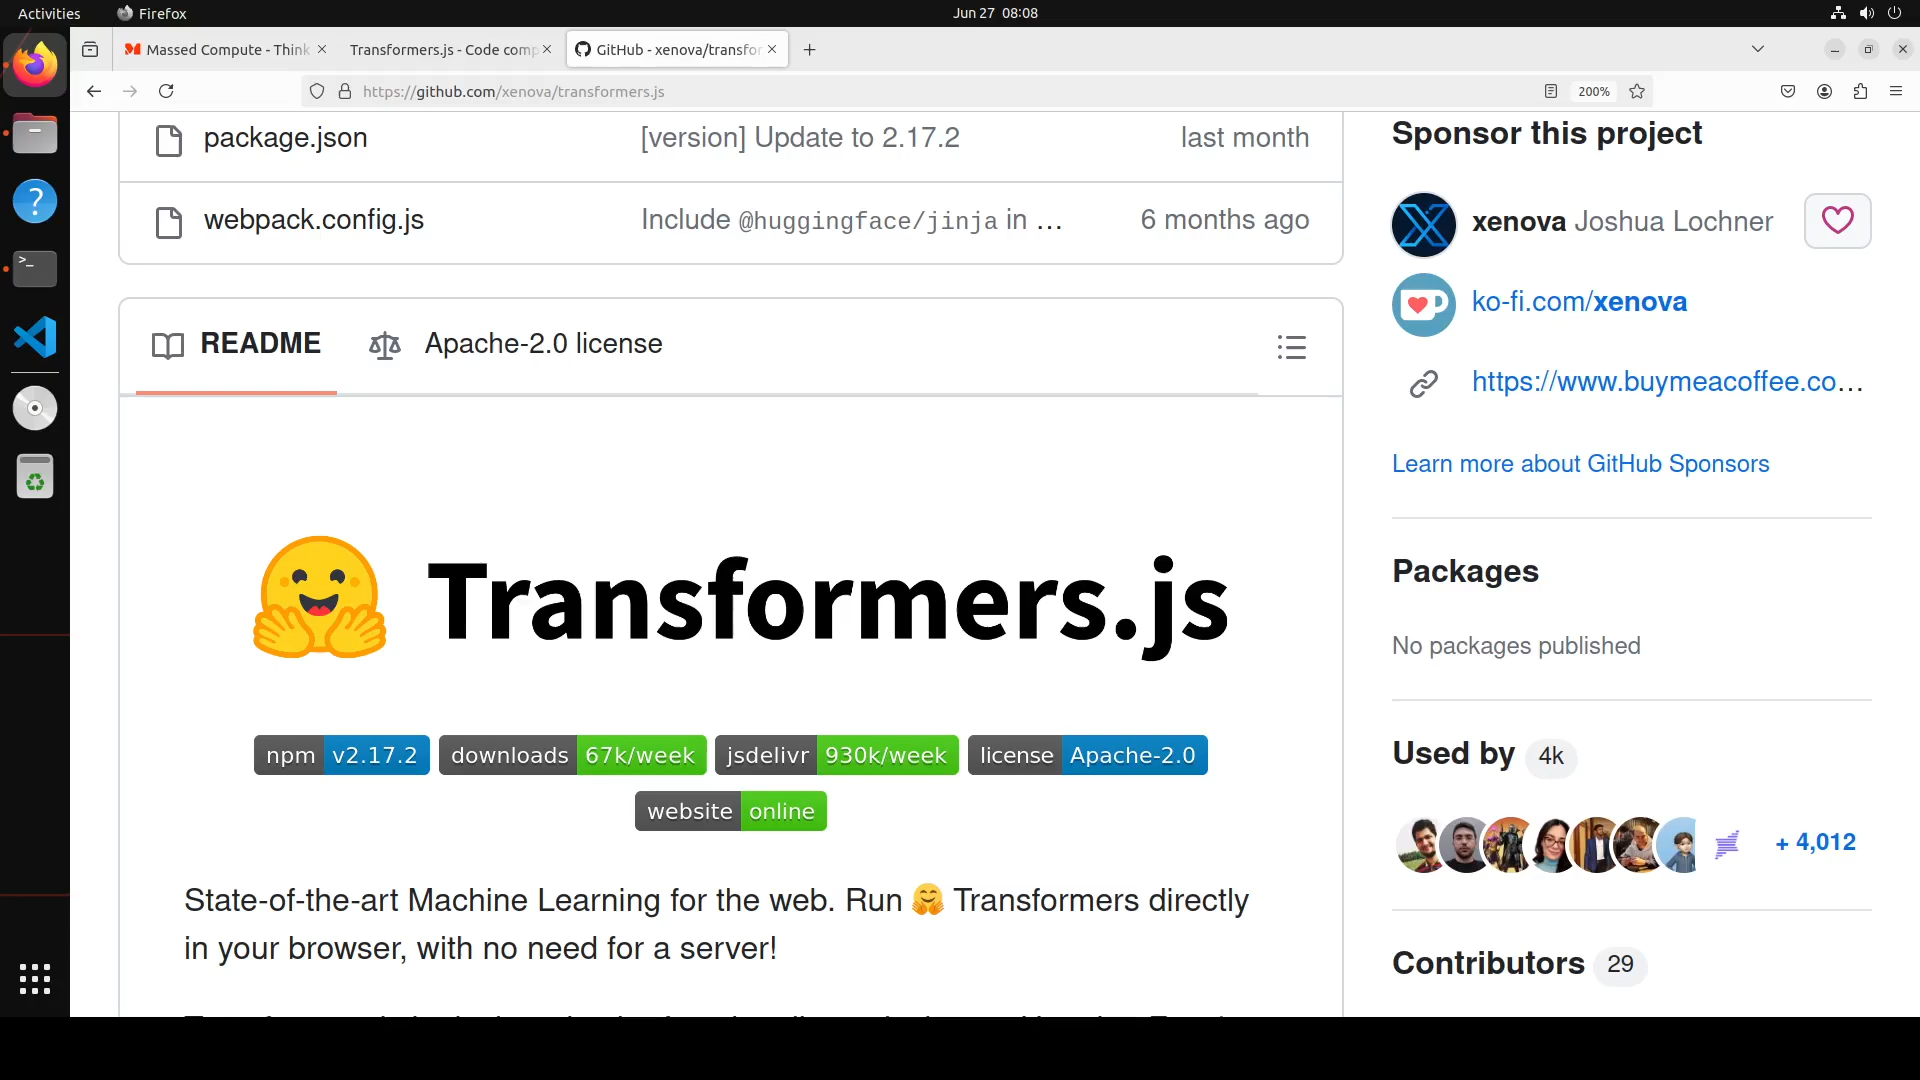 Activities
Firefox
Jun 27 08:08
Massed Compute - Think
Transformers.js - Code comp
GitHub - xenova/transfor
https://github.com/xenova/transformers.js
200%
package.json
[version] Update to 2.17.2
last month
webpack.config.js
Include @huggingface/jinja in …
6 months ago
README
Apache-2.0 license
Transformers.js
npm v2.17.2
downloads 67k/week
jsdelivr 930k/week
license Apache-2.0
website online
State-of-the-art Machine Learning for the web. Run 🤗 Transformers directly
in your browser, with no need for a server!
Sponsor this project
xenova Joshua Lochner
ko-fi.com/xenova
https://www.buymeacoffee.co…
Learn more about GitHub Sponsors
Packages
No packages published
Used by 4k
+ 4,012
Contributors 29